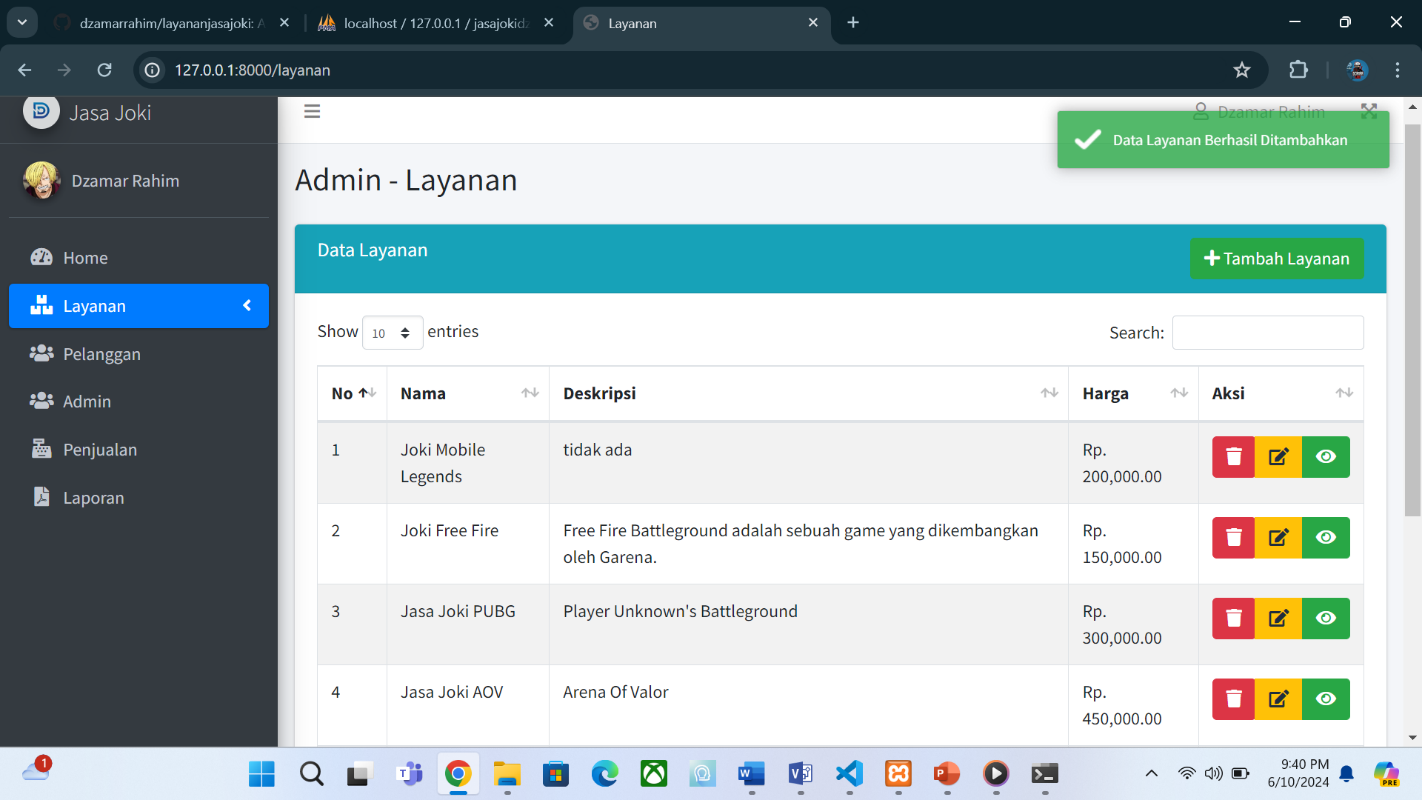 dzamarrahim/layananjasajoki: A
localhost / 127.0.0.1 / jasajokidz
Layanan
127.0.0.1:8000/layanan
Jasa Joki
Dzamar Rahim
Data Layanan Berhasil Ditambahkan
Dzamar Rahim
Home
Layanan
Pelanggan
Admin
Penjualan
Laporan
Admin - Layanan
Data Layanan
Tambah Layanan
Show 10 entries
Search:
No Nama Deskripsi Harga Aksi
1 Joki Mobile Legends tidak ada Rp. 200,000.00
2 Joki Free Fire Free Fire Battleground adalah sebuah game yang dikembangkan oleh Garena. Rp. 150,000.00
3 Jasa Joki PUBG Player Unknown's Battleground Rp. 300,000.00
4 Jasa Joki AOV Arena Of Valor Rp. 450,000.00
1
9:40 PM
6/10/2024
PRE